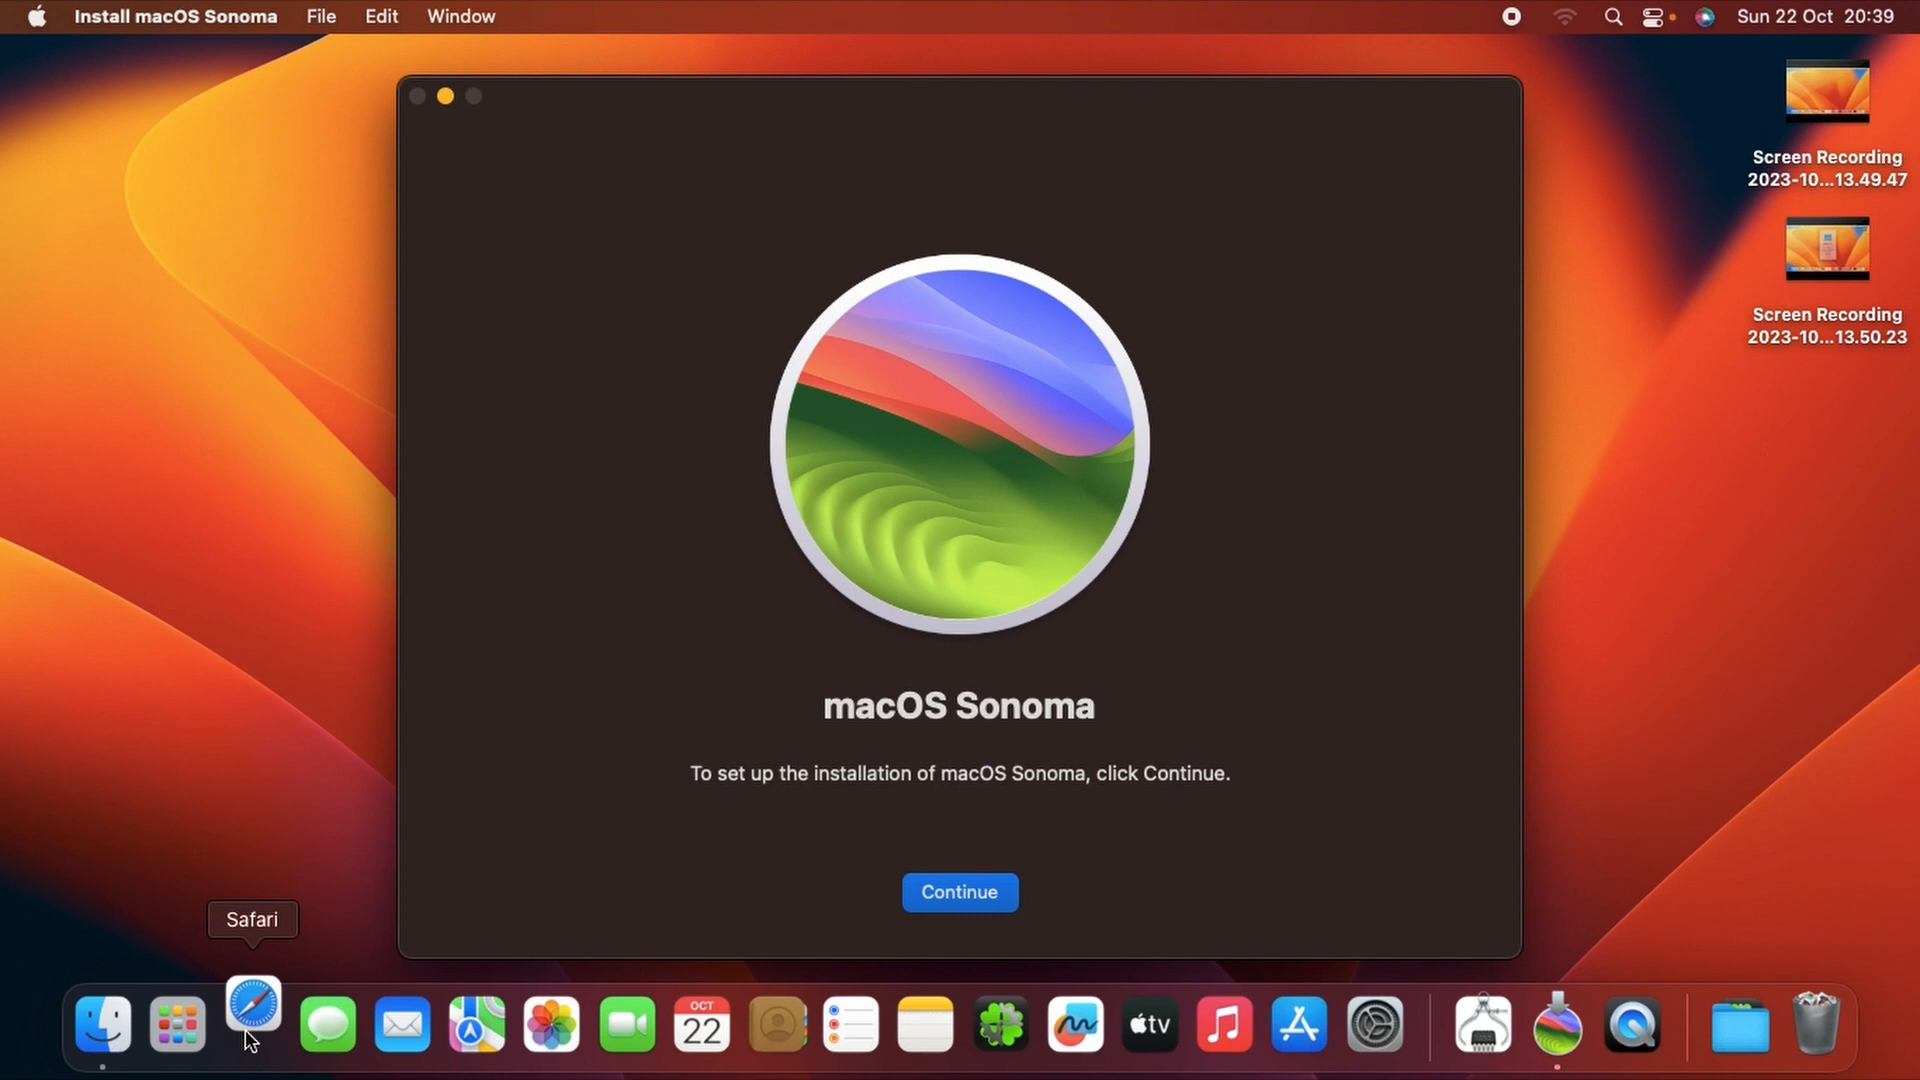 Install macOS Sonoma File Edit Window Sun 22 Oct 20:39
Screen Recording
2023-10...13.49.47
Screen Recording
2023-10...13.50.23
macOS Sonoma
To set up the installation of macOS Sonoma, click Continue.
Continue
Safari
OCT
22
tv